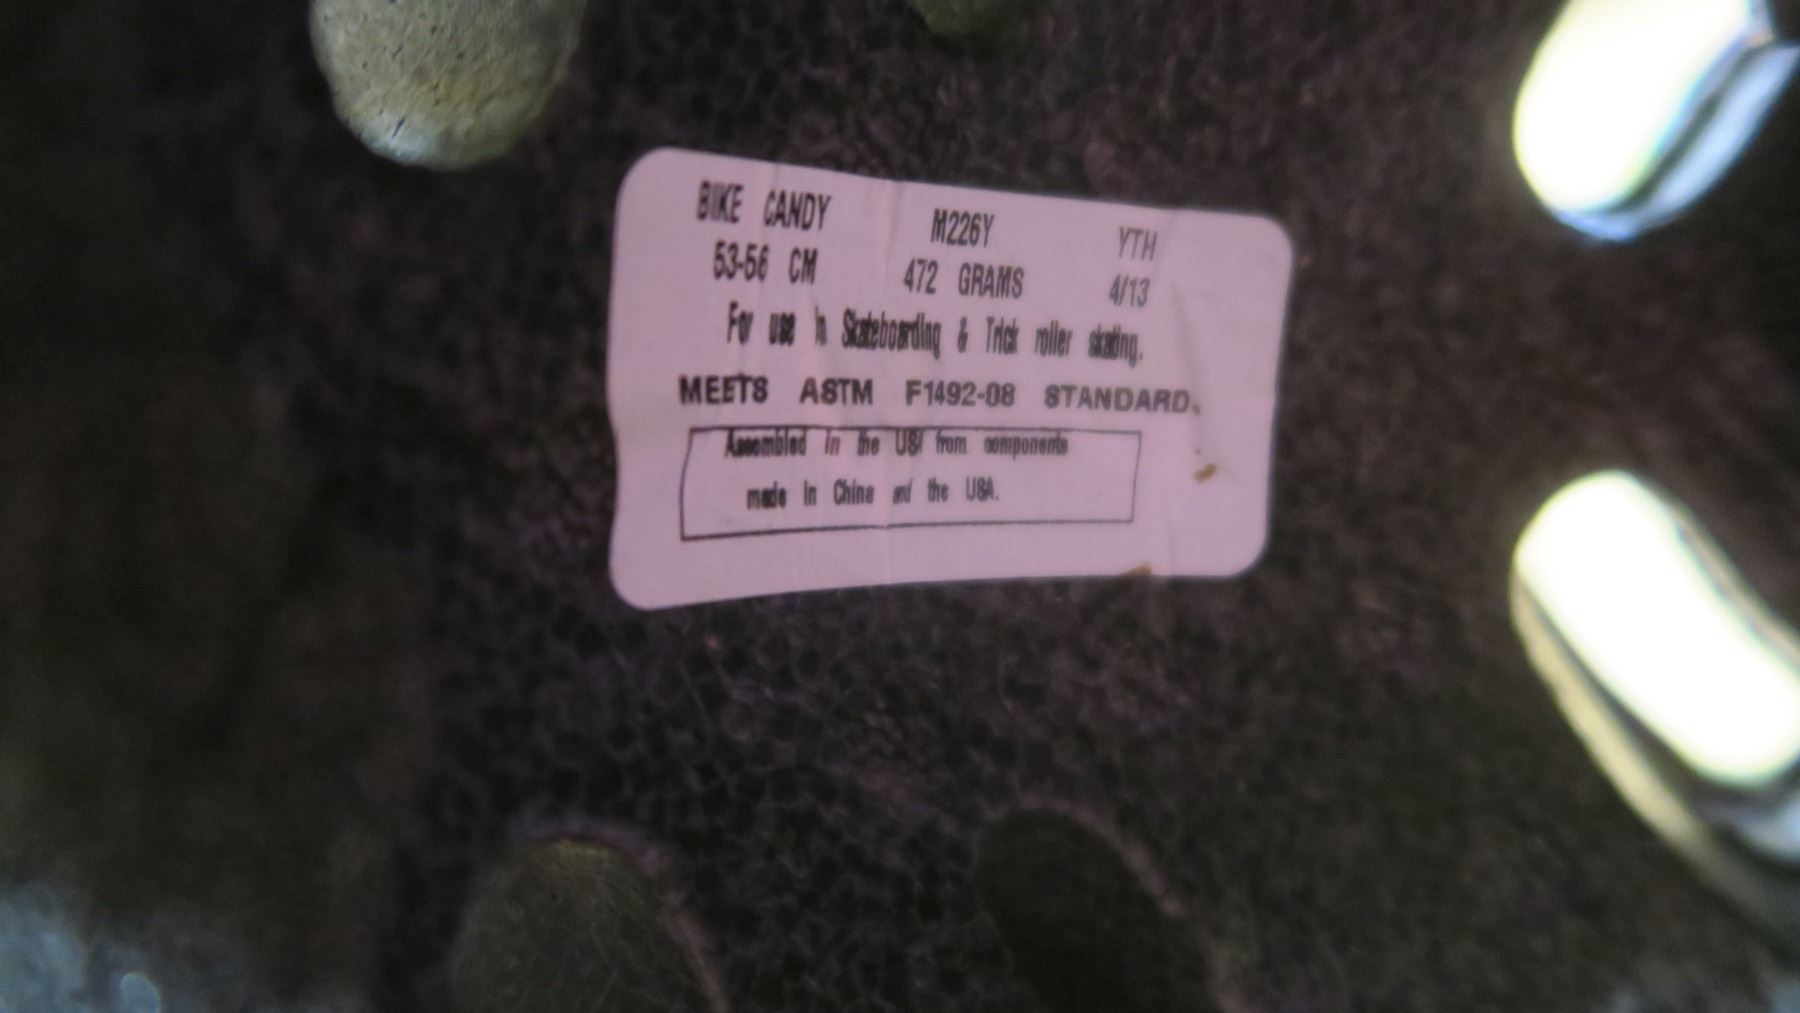 BIKE CANDY M226Y YTH
53-56 CM 472 GRAMS 4/13
For use in Skateboarding & Trick roller skating.
MEETS ASTM F1492-08 STANDARD.
Assembled in the USA from components
made in China and the USA.